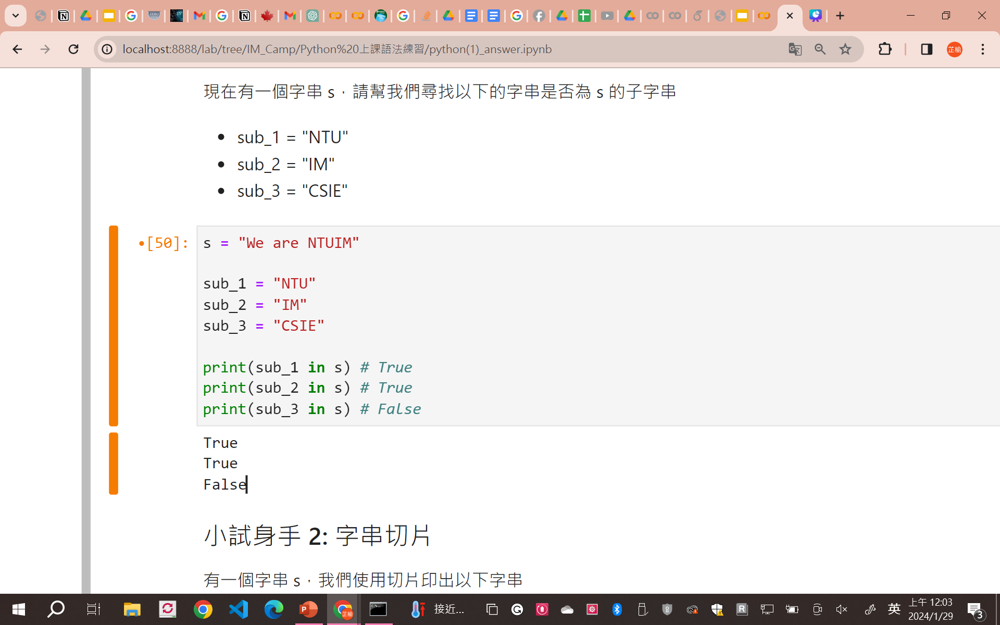 localhost:8888/lab/tree/IM_Camp/Python%20上課語法練習/python(1)_answer.ipynb
芷榆
現在有一個字串 s，請幫我們尋找以下的字串是否為 s 的子字串
• sub_1 = "NTU"
• sub_2 = "IM"
• sub_3 = "CSIE"
•[50]:
s = "We are NTUIM"
sub_1 = "NTU"
sub_2 = "IM"
sub_3 = "CSIE"
print(sub_1 in s) # True
print(sub_2 in s) # True
print(sub_3 in s) # False
True
True
False
小試身手 2: 字串切片
有一個字串 s，我們使用切片印出以下字串
接近...
英
上午 12:03
2024/1/29
3